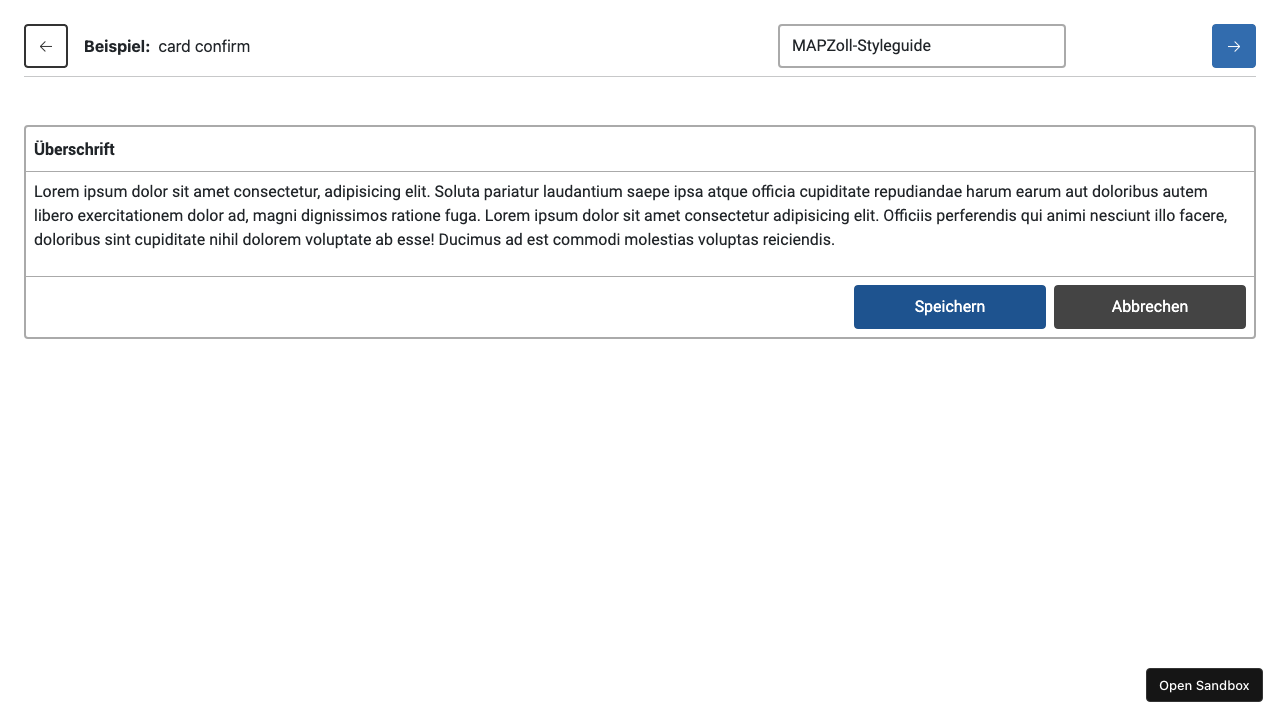 Beispiel: card confirm
MAPZoll-Styleguide
Überschrift
Lorem ipsum dolor sit amet consectetur, adipisicing elit. Soluta pariatur laudantium saepe ipsa atque officia cupiditate repudiandae harum earum aut doloribus autem
libero exercitationem dolor ad, magni dignissimos ratione fuga. Lorem ipsum dolor sit amet consectetur adipisicing elit. Officiis perferendis qui animi nesciunt illo facere,
doloribus sint cupiditate nihil dolorem voluptate ab esse! Ducimus ad est commodi molestias voluptas reiciendis.
Speichern
Abbrechen
Open Sandbox